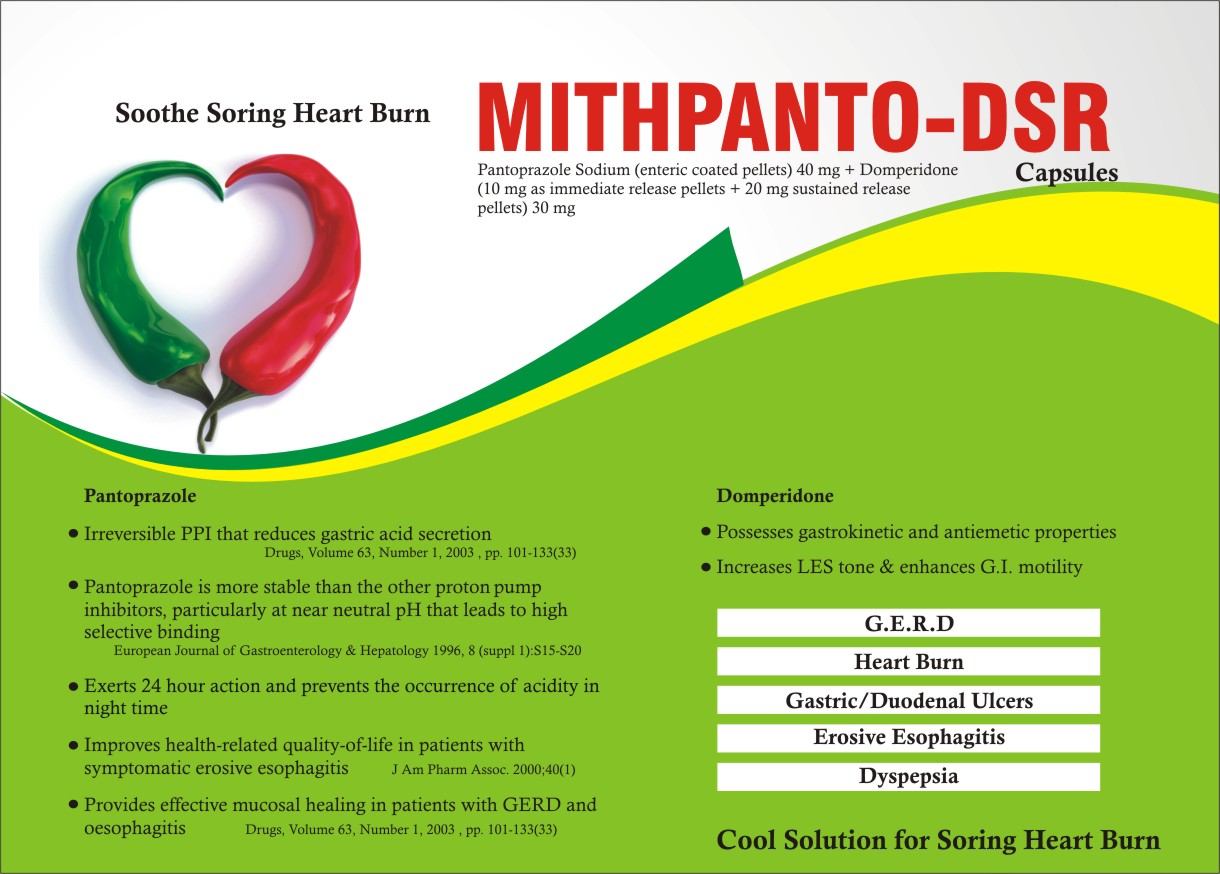 Soothe Soring Heart Burn
MITHPANTO-DSR
Capsules
Pantoprazole Sodium (enteric coated pellets) 40 mg + Domperidone
(10 mg as immediate release pellets + 20 mg sustained release
pellets) 30 mg
Pantoprazole
● Irreversible PPI that reduces gastric acid secretion
Drugs, Volume 63, Number 1, 2003 , pp. 101-133(33)
● Pantoprazole is more stable than the other proton pump
inhibitors, particularly at near neutral pH that leads to high
selective binding
European Journal of Gastroenterology & Hepatology 1996, 8 (suppl 1):S15-S20
● Exerts 24 hour action and prevents the occurrence of acidity in
night time
● Improves health-related quality-of-life in patients with
symptomatic erosive esophagitis J Am Pharm Assoc. 2000;40(1)
● Provides effective mucosal healing in patients with GERD and
oesophagitis Drugs, Volume 63, Number 1, 2003 , pp. 101-133(33)
Domperidone
● Possesses gastrokinetic and antiemetic properties
● Increases LES tone & enhances G.I. motility
G.E.R.D
Heart Burn
Gastric/Duodenal Ulcers
Erosive Esophagitis
Dyspepsia
Cool Solution for Soring Heart Burn